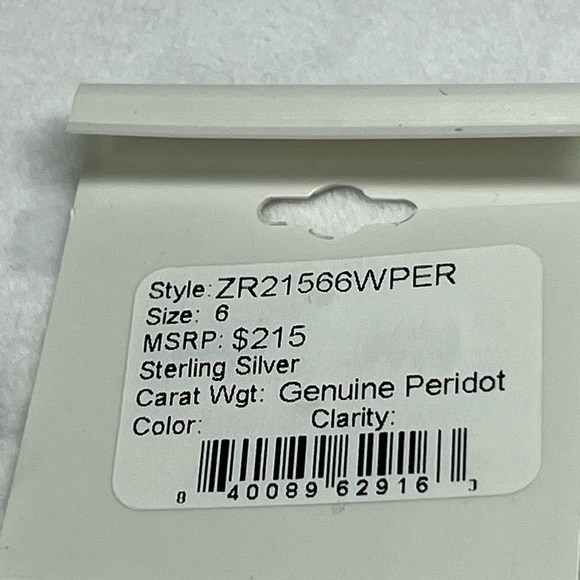 Style: ZR21566WPER
Size: 6
MSRP: $215
Sterling Silver
Carat Wgt: Genuine Peridot
Color: Clarity:
8 40089 62916 3